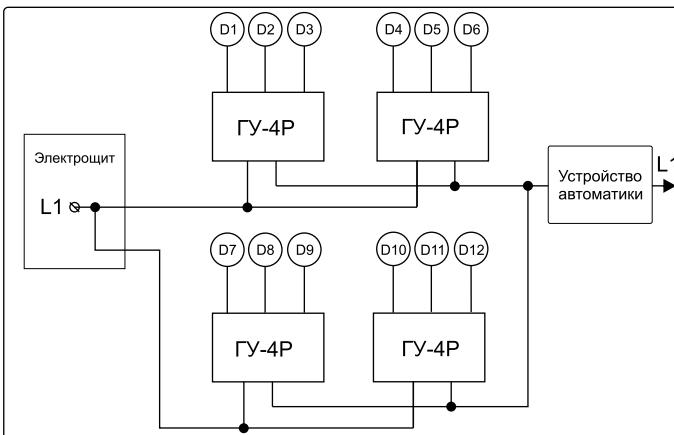 D1 D2 D3 D4 D5 D6
ГУ-4Р ГУ-4Р
Электрощит
L1
Устройство
автоматики
L1
D7 D8 D9 D10 D11 D12
ГУ-4Р ГУ-4Р